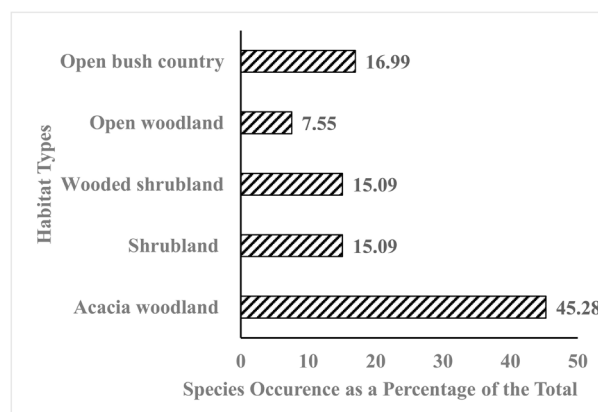 Habitat Types
Open bush country
16.99
Open woodland
7.55
Wooded shrubland
15.09
Shrubland
15.09
Acacia woodland
45.28
0 10 20 30 40 50
Species Occurence as a Percentage of the Total